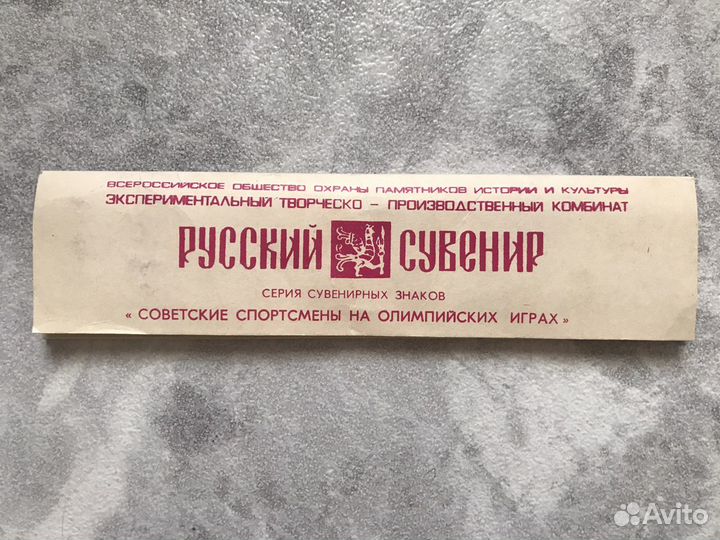 ВСЕРОССИЙСКОЕ ОБЩЕСТВО ОХРАНЫ ПАМЯТНИКОВ ИСТОРИИ И КУЛЬТУРЫ
ЭКСПЕРИМЕНТАЛЬНЫЙ ТВОРЧЕСКО - ПРОИЗВОДСТВЕННЫЙ КОМБИНАТ
РУССКИЙ СУВЕНИР
СЕРИЯ СУВЕНИРНЫХ ЗНАКОВ
« СОВЕТСКИЕ СПОРТСМЕНЫ НА ОЛИМПИЙСКИХ ИГРАХ »
Avito